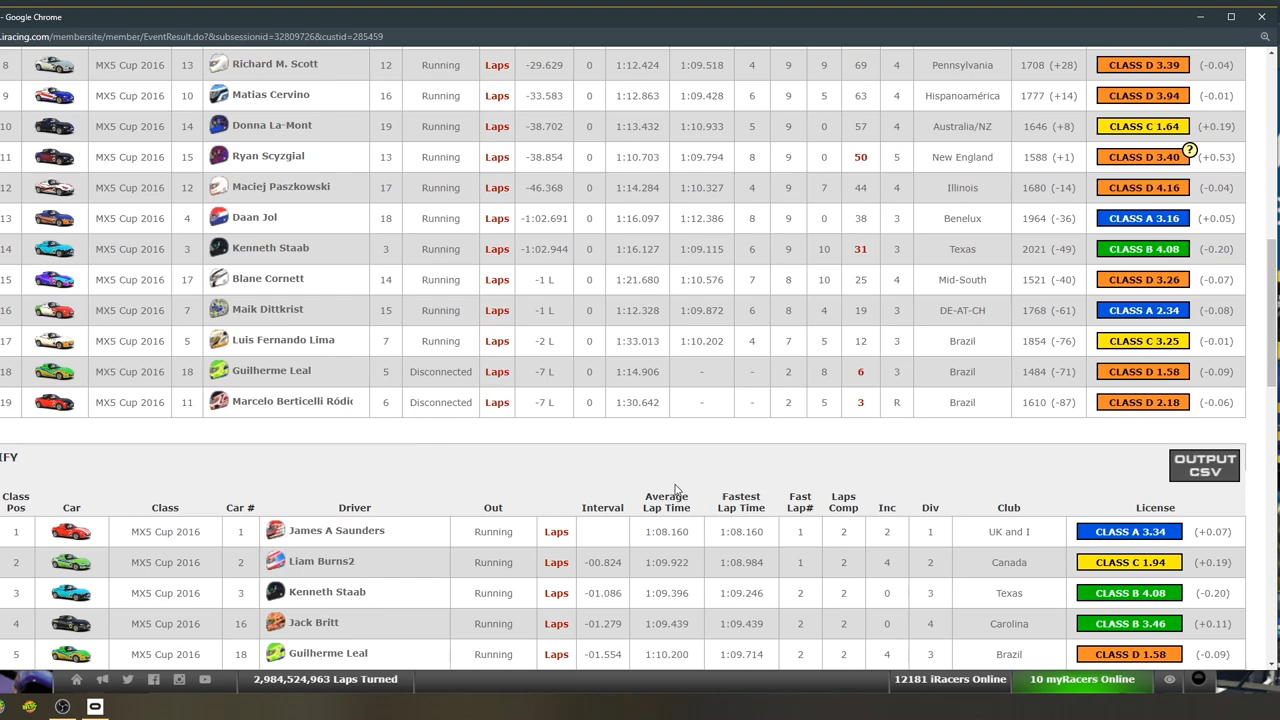 - Google Chrome
.iracing.com/membersite/member/EventResult.do?&subsessionid=32809726&custid=285459
8 MX5 Cup 2016 13 Richard M. Scott 12 Running Laps -29.629 0 1:12.424 1:09.518 4 9 9 69 4 Pennsylvania 1708 (+28) CLASS D 3.39 (-0.04)
9 MX5 Cup 2016 10 Matias Cervino 16 Running Laps -33.583 0 1:12.863 1:09.428 6 9 5 63 4 Hispanoamérica 1777 (+14) CLASS D 3.94 (-0.01)
10 MX5 Cup 2016 14 Donna La-Mont 19 Running Laps -38.702 0 1:13.432 1:10.933 5 9 0 57 4 Australia/NZ 1646 (+8) CLASS C 1.64 (+0.19)
11 MX5 Cup 2016 15 Ryan Scyzgial 13 Running Laps -38.854 0 1:10.703 1:09.794 8 9 0 50 5 New England 1588 (+1) CLASS D 3.40 ? (+0.53)
12 MX5 Cup 2016 12 Maciej Paszkowski 17 Running Laps -46.368 0 1:14.284 1:10.327 4 9 7 44 4 Illinois 1680 (-14) CLASS D 4.16 (-0.04)
13 MX5 Cup 2016 4 Daan Jol 18 Running Laps -1:02.691 0 1:16.097 1:12.386 4 9 0 38 3 Benelux 1964 (-36) CLASS A 3.16 (+0.05)
14 MX5 Cup 2016 3 Kenneth Staab 3 Running Laps -1:02.944 0 1:16.127 1:09.115 8 9 10 31 3 Texas 2021 (-49) CLASS B 4.08 (-0.20)
15 MX5 Cup 2016 17 Blane Cornett 14 Running Laps -1 L 0 1:21.680 1:10.576 7 8 10 25 4 Mid-South 1521 (-40) CLASS D 3.26 (-0.07)
16 MX5 Cup 2016 7 Maik Dittkrist 15 Running Laps -1 L 0 1:12.328 1:09.872 6 8 4 19 3 DE-AT-CH 1768 (-61) CLASS A 2.34 (-0.08)
17 MX5 Cup 2016 5 Luis Fernando Lima 7 Running Laps -2 L 0 1:33.013 1:10.202 4 7 5 12 3 Brazil 1854 (-76) CLASS C 3.25 (-0.01)
18 MX5 Cup 2016 18 Guilherme Leal 5 Disconnected Laps -7 L 0 1:14.906 - - 2 8 6 3 Brazil 1484 (-71) CLASS D 1.58 (-0.09)
19 MX5 Cup 2016 11 Marcelo Berticelli Ródic 6 Disconnected Laps -7 L 0 1:30.642 - - 2 5 3 R Brazil 1610 (-87) CLASS D 2.18 (-0.06)
IFY
OUTPUT
CSV
Class Pos Car Class Car # Driver Out Interval Average Lap Time Fastest Lap Time Fast Lap# Laps Comp Inc Div Club License
1 MX5 Cup 2016 1 James A Saunders Running Laps 1:08.160 1:08.160 1 2 2 1 UK and I CLASS A 3.34 (+0.07)
2 MX5 Cup 2016 2 Liam Burns2 Running Laps -00.824 1:09.922 1:08.984 1 2 4 2 Canada CLASS C 1.94 (+0.19)
3 MX5 Cup 2016 3 Kenneth Staab Running Laps -01.086 1:09.396 1:09.246 2 2 0 3 Texas CLASS B 4.08 (-0.20)
4 MX5 Cup 2016 16 Jack Britt Running Laps -01.279 1:09.439 1:09.439 2 2 0 4 Carolina CLASS B 3.46 (+0.11)
5 MX5 Cup 2016 18 Guilherme Leal Running Laps -01.554 1:10.200 1:09.714 2 2 4 3 Brazil CLASS D 1.58 (-0.09)
2,984,524,963 Laps Turned 12181 iRacers Online 10 myRacers Online